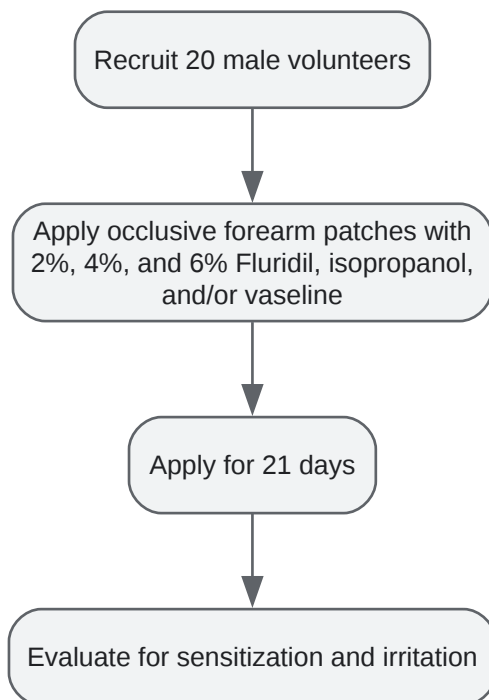 Recruit 20 male volunteers
Apply occlusive forearm patches with
2%, 4%, and 6% Fluridil, isopropanol,
and/or vaseline
Apply for 21 days
Evaluate for sensitization and irritation